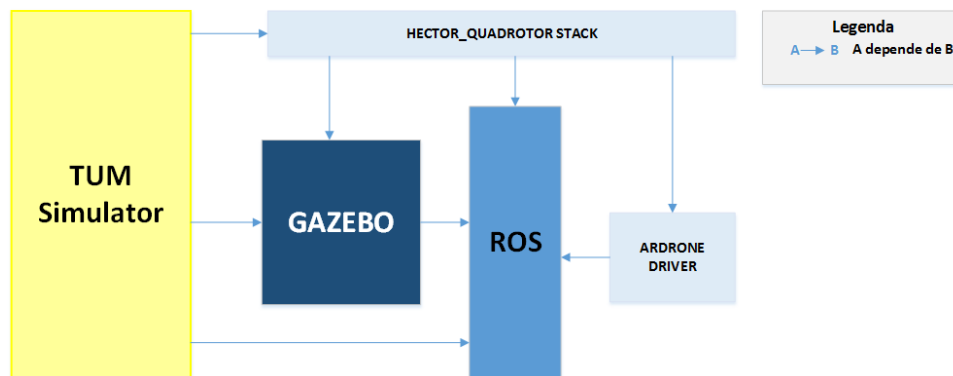 HECTOR_QUADROTOR STACK
Legenda
A B A depende de B
TUM
Simulator
GAZEBO
ROS
ARDRONE
DRIVER